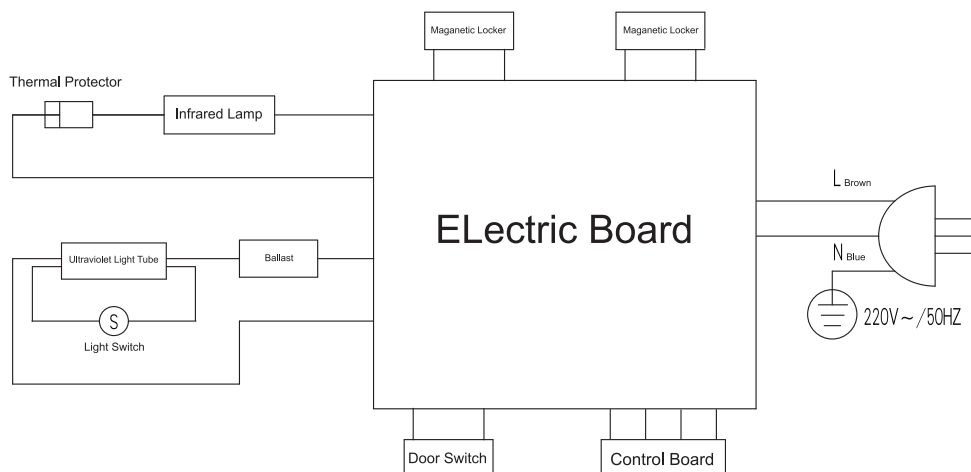 Maganetic Locker
Maganetic Locker
Thermal Protector
Infrared Lamp
L Brown
ELectric Board
N Blue
Ultraviolet Light Tube
Ballast
S
Light Switch
220V~/50HZ
Door Switch
Control Board